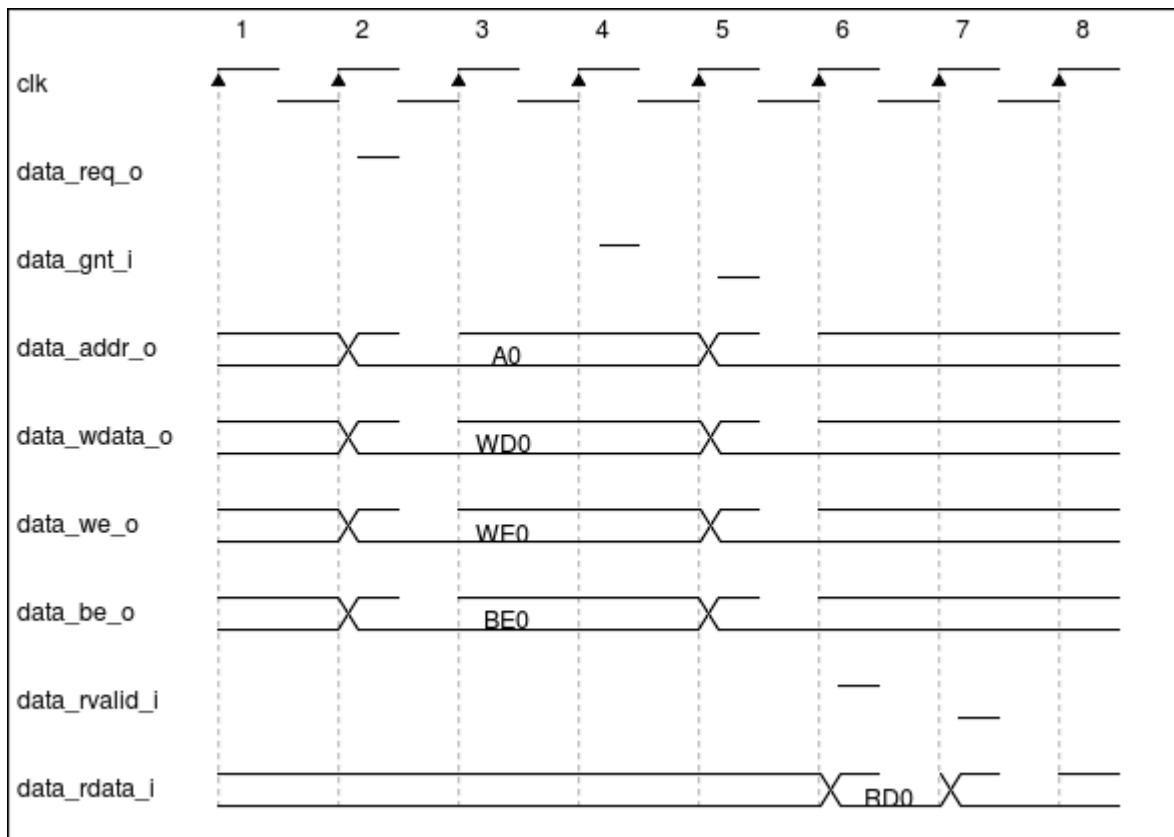 1 2 3 4 5 6 7 8
clk
data_req_o
data_gnt_i
data_addr_o A0
data_wdata_o WD0
data_we_o WE0
data_be_o BE0
data_rvalid_i
data_rdata_i RD0